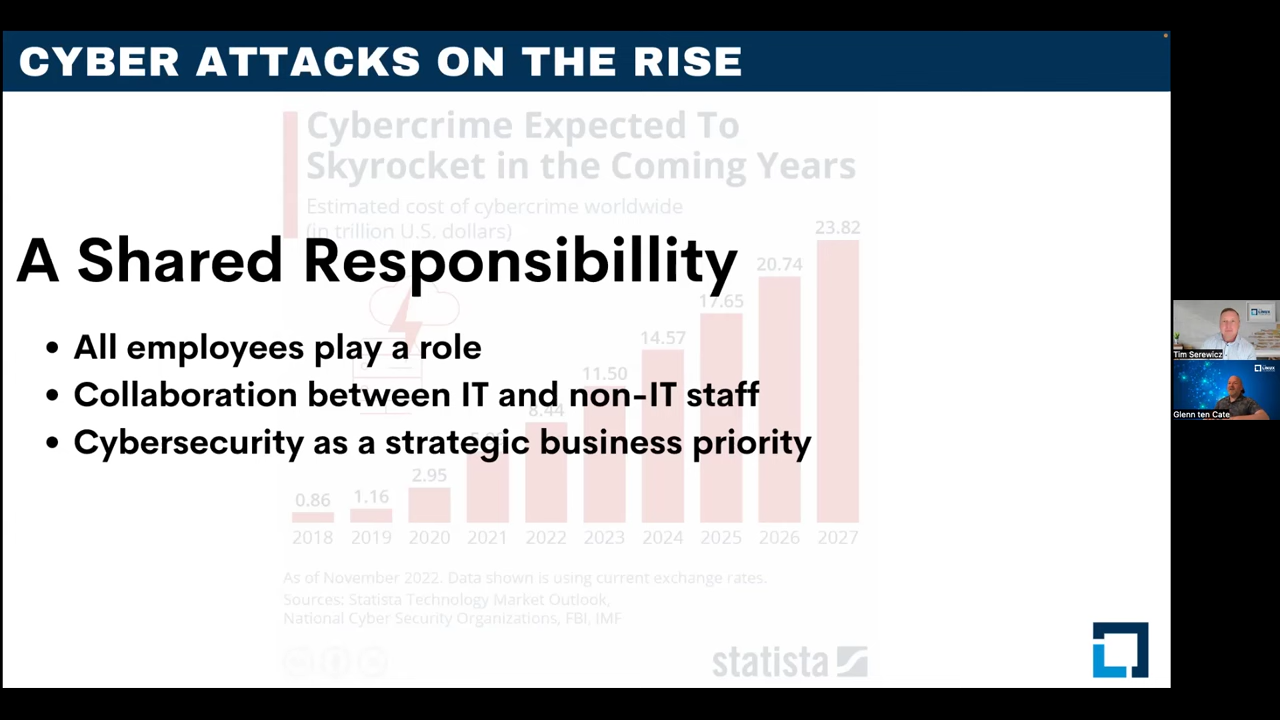 CYBER ATTACKS ON THE RISE
Cybercrime Expected To
Skyrocket in the Coming Years
Estimated cost of cybercrime worldwide
(in trillion U.S. dollars)
A Shared Responsibillity
• All employees play a role
• Collaboration between IT and non-IT staff
• Cybersecurity as a strategic business priority
0.86 1.16 2.95 8.44 11.50 14.57 17.65 20.74 23.82
2018 2019 2020 2021 2022 2023 2024 2025 2026 2027
As of November 2022. Data shown is using current exchange rates.
Sources: Statista Technology Market Outlook,
National Cyber Security Organizations, FBI, IMF
statista
Tim Serewicz
Glenn ten Cate